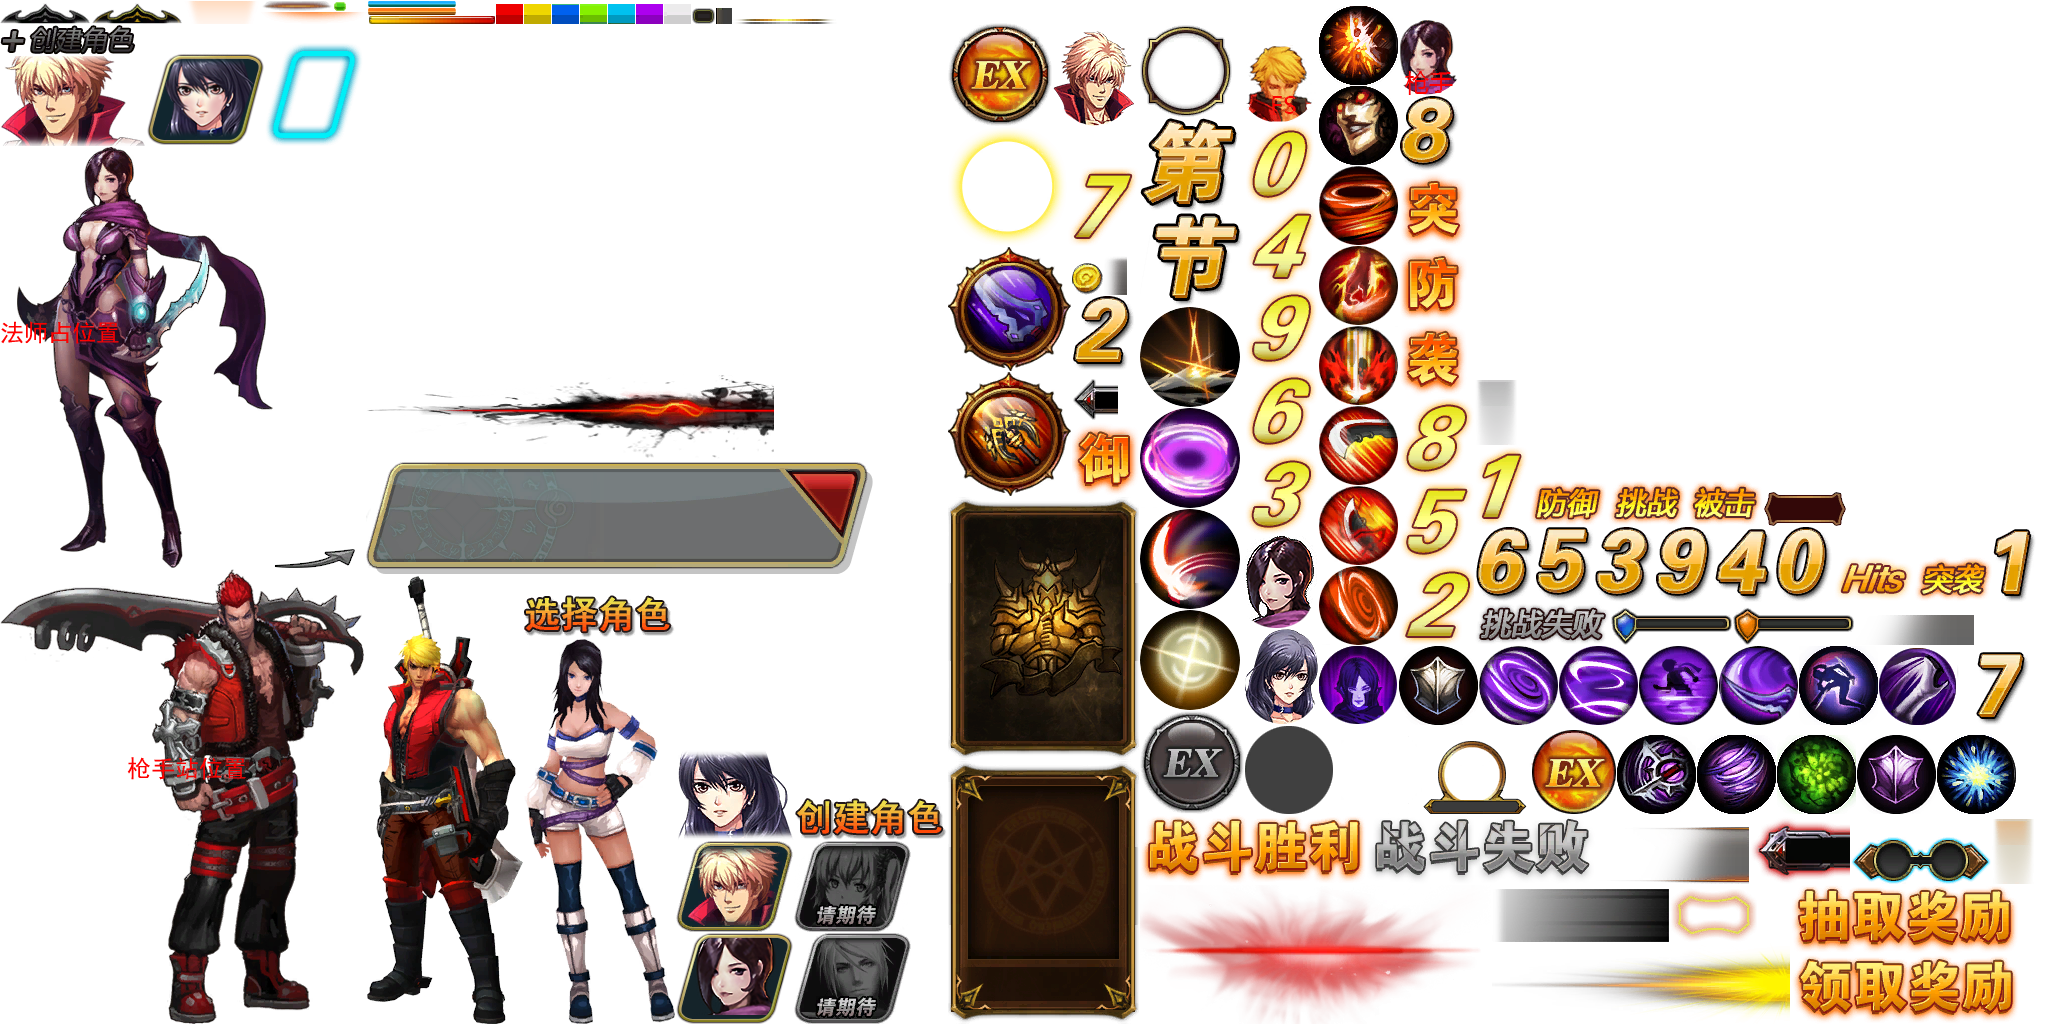 + 创建角色
法师占位置
枪手站位置
选择角色
创建角色
请期待
请期待
EX
FS
枪手
8
第
节
7
2
御
0
4
9
6
3
突
防
袭
8
5
2
1
防御 挑战 被击
653940
Hits
突袭
1
挑战失败
7
EX
EX
战斗胜利
战斗失败
抽取奖励
领取奖励